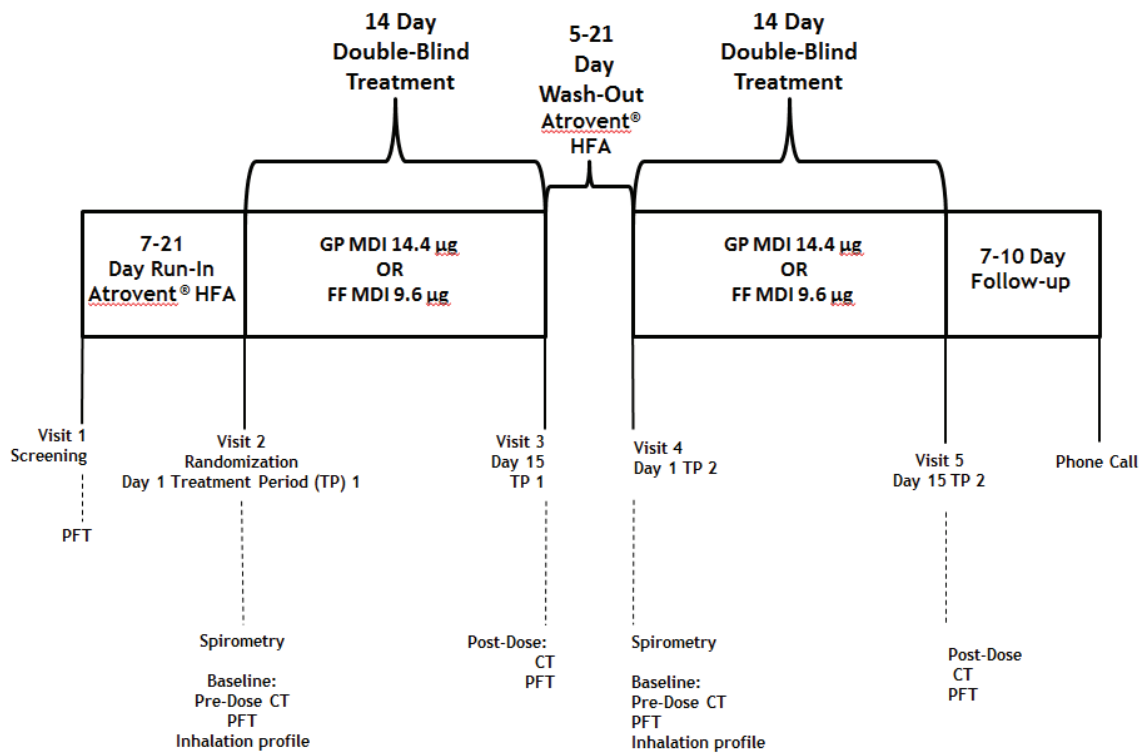 14 Day
Double-Blind
Treatment
5-21
Day
Wash-Out
Atrovent®
HFA
14 Day
Double-Blind
Treatment
7-21
Day Run-In
Atrovent® HFA
GP MDI 14.4 µg
OR
FF MDI 9.6 µg
GP MDI 14.4 µg
OR
FF MDI 9.6 µg
7-10 Day
Follow-up
Visit 1
Screening
PFT
Visit 2
Randomization
Day 1 Treatment Period (TP) 1
Spirometry
Baseline:
Pre-Dose CT
PFT
Inhalation profile
Visit 3
Day 15
TP 1
Post-Dose:
CT
PFT
Visit 4
Day 1 TP 2
Spirometry
Baseline:
Pre-Dose CT
PFT
Inhalation profile
Visit 5
Day 15 TP 2
Post-Dose
CT
PFT
Phone Call